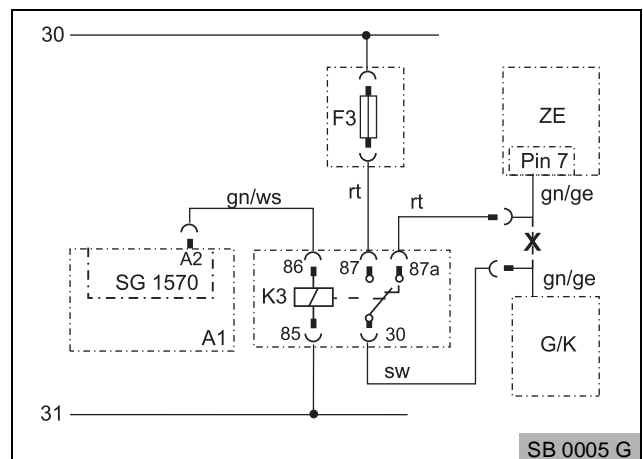 30
F3
ZE
Pin 7
rt
rt
gn/ws
gn/ge
X
A2
SG 1570
A1
86
87
87a
K3
85
30
gn/ge
G/K
sw
31
SB 0005 G